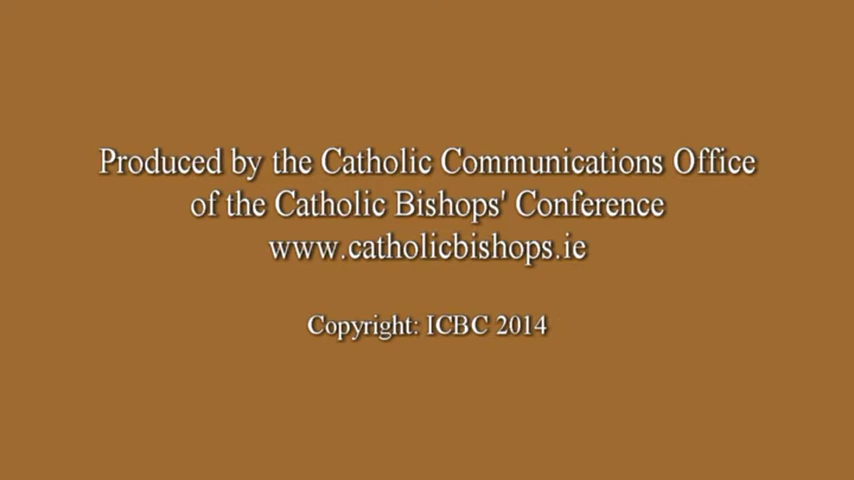 Produced by the Catholic Communications Office
of the Catholic Bishops' Conference
www.catholicbishops.ie
Copyright: ICBC 2014